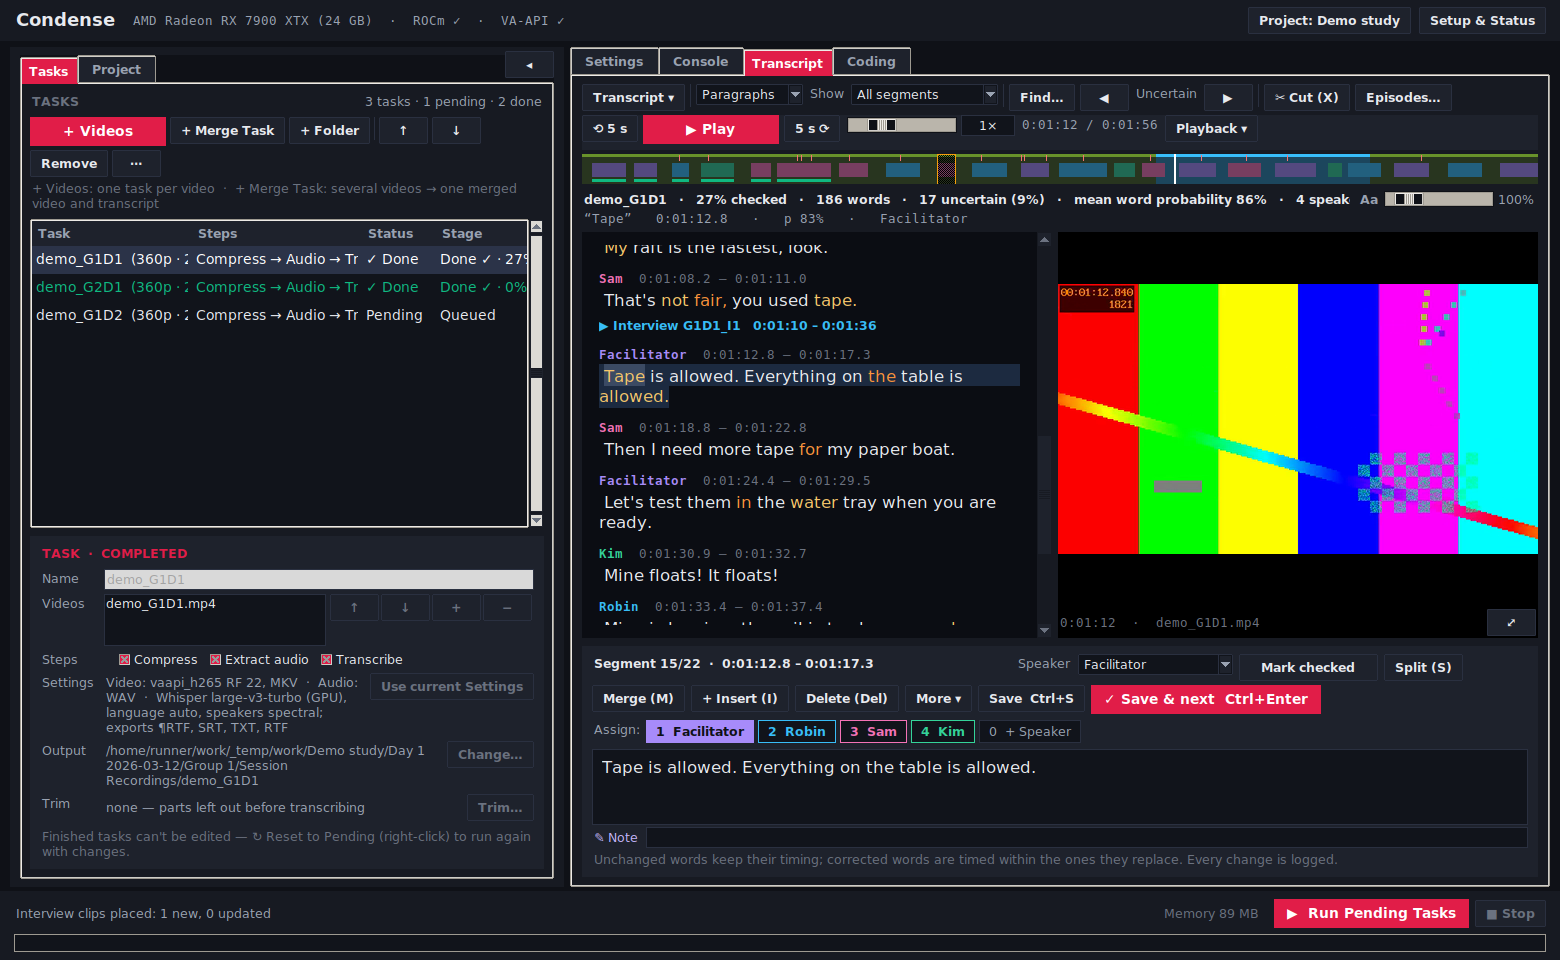 Condense AMD Radeon RX 7900 XTX (24 GB) · ROCm ✓ · VA-API ✓
Project: Demo study Setup & Status
Tasks Project ◂
TASKS 3 tasks · 1 pending · 2 done
+ Videos + Merge Task + Folder ↑ ↓
Remove ···
+ Videos: one task per video · + Merge Task: several videos → one merged
video and transcript
Task Steps Status Stage
demo_G1D1 (360p · 2 Compress → Audio → Tr ✓ Done Done ✓ · 27%
demo_G2D1 (360p · 2 Compress → Audio → Tr ✓ Done Done ✓ · 0%
demo_G1D2 (360p · 2 Compress → Audio → Tr Pending Queued
TASK · COMPLETED
Name demo_G1D1
Videos demo_G1D1.mp4 ↑ ↓ + −
Steps Compress Extract audio Transcribe
Settings Video: vaapi_h265 RF 22, MKV · Audio:
WAV · Whisper large-v3-turbo (GPU),
language auto, speakers spectral;
exports ¶RTF, SRT, TXT, RTF
Use current Settings
Output /home/runner/work/_temp/work/Demo study/Day 1
2026-03-12/Group 1/Session
Recordings/demo_G1D1
Change…
Trim none — parts left out before transcribing Trim…
Finished tasks can't be edited — ↻ Reset to Pending (right-click) to run again
with changes.
Settings Console Transcript Coding
Transcript ▾ Paragraphs Show All segments Find… ◀ Uncertain ▶ ✂ Cut (X) Episodes…
⟲ 5 s ▶ Play 5 s ⟳ 1× 0:01:12 / 0:01:56 Playback ▾
demo_G1D1 · 27% checked · 186 words · 17 uncertain (9%) · mean word probability 86% · 4 speak Aa 100%
“Tape” 0:01:12.8 · p 83% · Facilitator
My raft is the fastest, look.
Sam 0:01:08.2 — 0:01:11.0
That's not fair, you used tape.
▶ Interview G1D1_I1 0:01:10 – 0:01:36
Facilitator 0:01:12.8 — 0:01:17.3
Tape is allowed. Everything on the table is
allowed.
Sam 0:01:18.8 — 0:01:22.8
Then I need more tape for my paper boat.
Facilitator 0:01:24.4 — 0:01:29.5
Let's test them in the water tray when you are
ready.
Kim 0:01:30.9 — 0:01:32.7
Mine floats! It floats!
Robin 0:01:33.4 — 0:01:37.4
00:01:12.840
1821
0:01:12 · demo_G1D1.mp4 ⤢
Segment 15/22 · 0:01:12.8 – 0:01:17.3 Speaker Facilitator Mark checked Split (S)
Merge (M) + Insert (I) Delete (Del) More ▾ Save Ctrl+S ✓ Save & next Ctrl+Enter
Assign: 1 Facilitator 2 Robin 3 Sam 4 Kim 0 + Speaker
Tape is allowed. Everything on the table is allowed.
✎ Note
Unchanged words keep their timing; corrected words are timed within the ones they replace. Every change is logged.
Interview clips placed: 1 new, 0 updated Memory 89 MB ▶ Run Pending Tasks ■ Stop